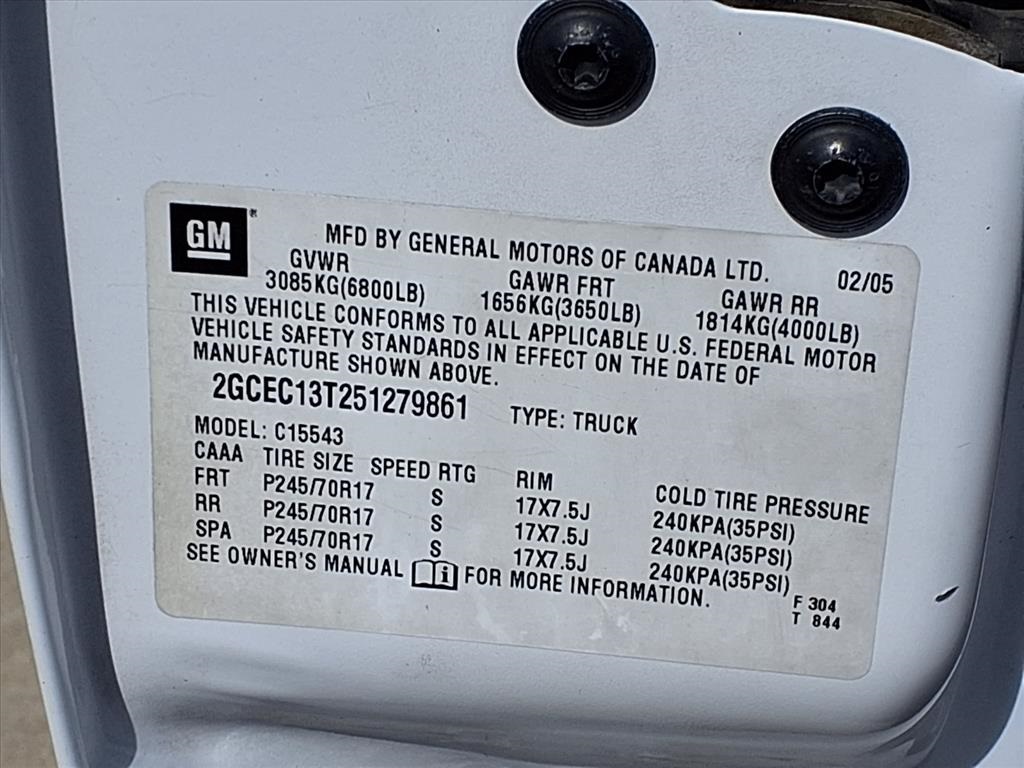 GM
MFD BY GENERAL MOTORS OF CANADA LTD. 02/05
GVWR GAWR FRT GAWR RR
3085KG(6800LB) 1656KG(3650LB) 1814KG(4000LB)
THIS VEHICLE CONFORMS TO ALL APPLICABLE U.S. FEDERAL MOTOR
VEHICLE SAFETY STANDARDS IN EFFECT ON THE DATE OF
MANUFACTURE SHOWN ABOVE.
2GCEC13T251279861 TYPE: TRUCK
MODEL: C15543
CAAA TIRE SIZE SPEED RTG RIM COLD TIRE PRESSURE
FRT P245/70R17 S 17X7.5J 240KPA(35PSI)
RR P245/70R17 S 17X7.5J 240KPA(35PSI)
SPA P245/70R17 S 17X7.5J 240KPA(35PSI)
SEE OWNER'S MANUAL i FOR MORE INFORMATION.
F 304
T 844